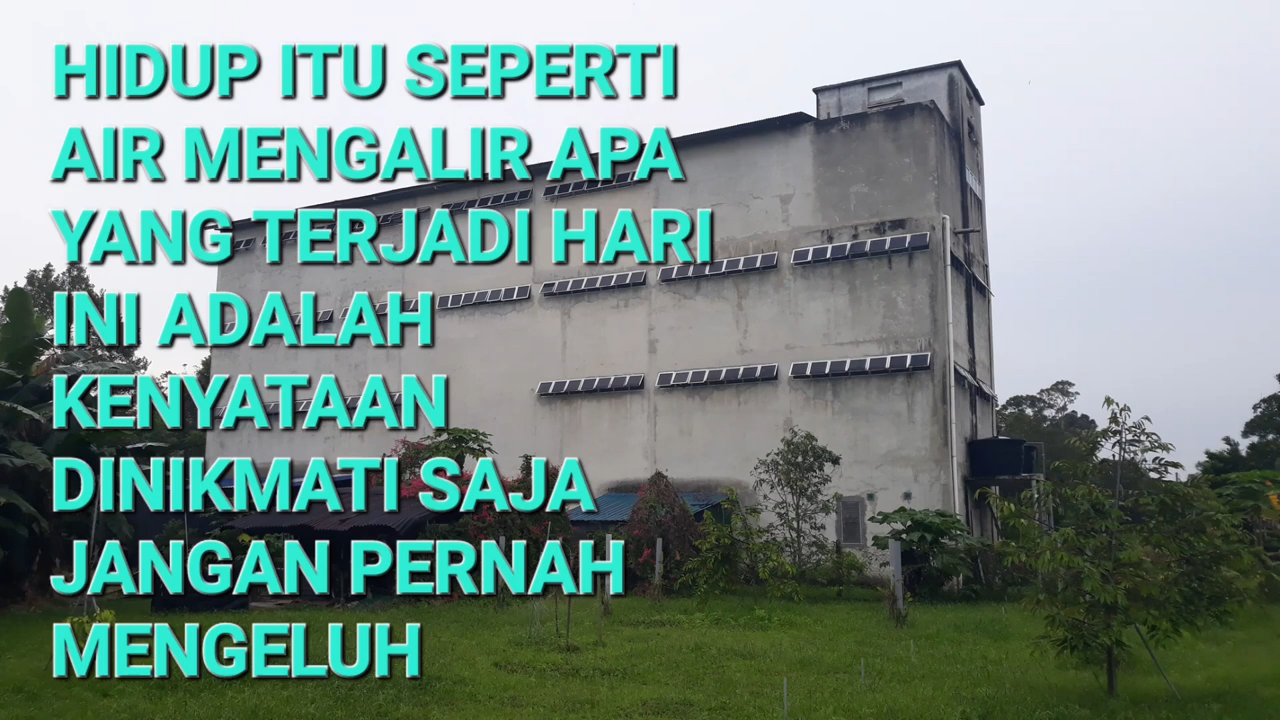 HIDUP ITU SEPERTI
AIR MENGALIR APA
YANG TERJADI HARI
INI ADALAH
KENYATAAN
DINIKMATI SAJA
JANGAN PERNAH
MENGELUH